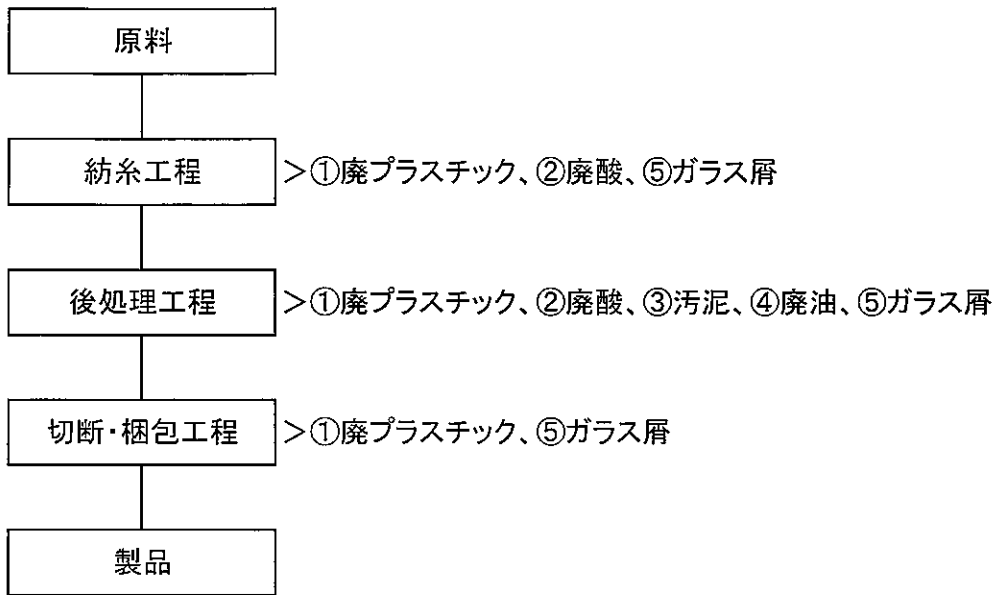 原料
紡糸工程 ＞①廃プラスチック、②廃酸、⑤ガラス屑
後処理工程 ＞①廃プラスチック、②廃酸、③汚泥、④廃油、⑤ガラス屑
切断・梱包工程 ＞①廃プラスチック、⑤ガラス屑
製品